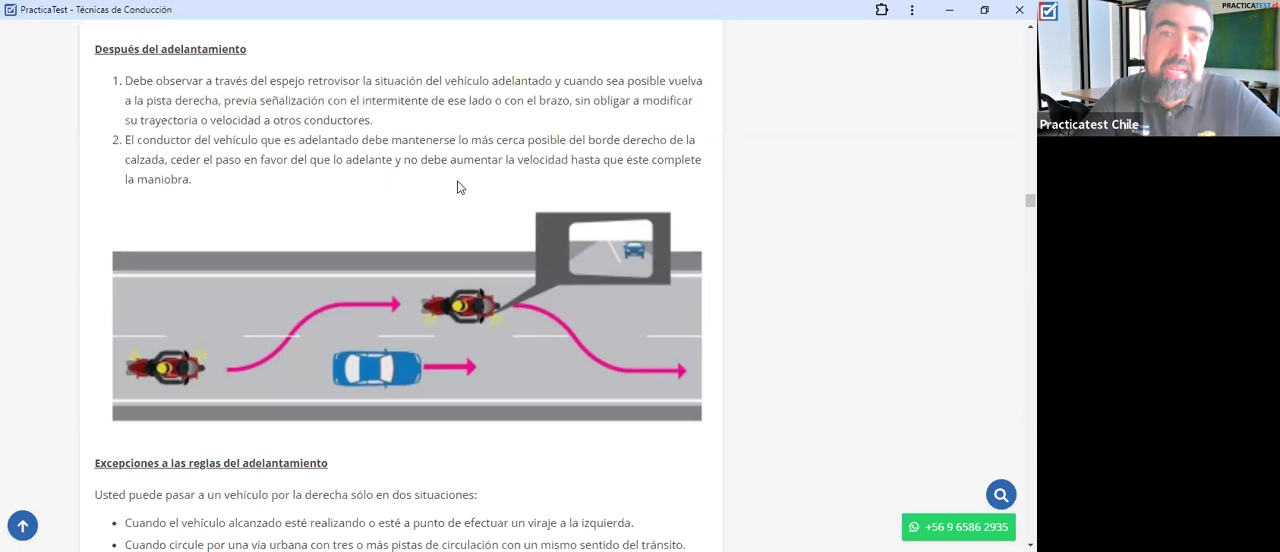 PracticaTest - Técnicas de Conducción
PRACTICATEST.cl
Después del adelantamiento
1. Debe observar a través del espejo retrovisor la situación del vehículo adelantado y cuando sea posible vuelva
a la pista derecha, previa señalización con el intermitente de ese lado o con el brazo, sin obligar a modificar
su trayectoria o velocidad a otros conductores.
Practicatest Chile
2. El conductor del vehículo que es adelantado debe mantenerse lo más cerca posible del borde derecho de la
calzada, ceder el paso en favor del que lo adelante y no debe aumentar la velocidad hasta que éste complete
la maniobra.
Excepciones a las reglas del adelantamiento
Usted puede pasar a un vehículo por la derecha sólo en dos situaciones:
• Cuando el vehículo alcanzado esté realizando o esté a punto de efectuar un viraje a la izquierda.
+56 9 6586 2935
• Cuando circule por una vía urbana con tres o más pistas de circulación con un mismo sentido del tránsito.